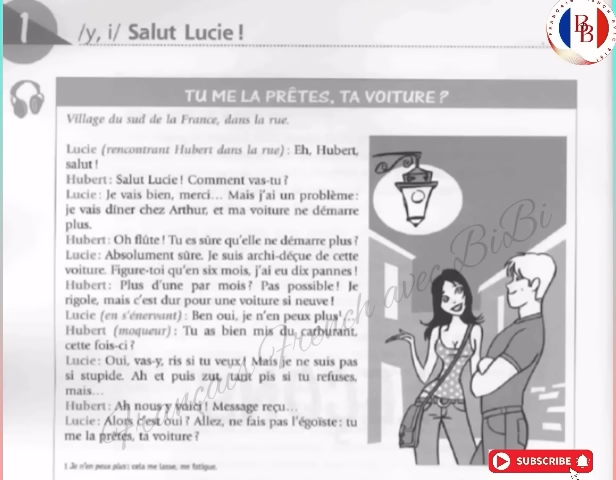 1
/y, i/ Salut Lucie !
BB
TU ME LA PRÊTES, TA VOITURE ?
Village du sud de la France, dans la rue.
Lucie (rencontrant Hubert dans la rue) : Eh, Hubert,
salut !
Hubert : Salut Lucie ! Comment vas-tu ?
Lucie : Je vais bien, merci... Mais j'ai un problème :
je vais dîner chez Arthur, et ma voiture ne démarre
plus.
Hubert : Oh flûte ! Tu es sûre qu'elle ne démarre plus ?
Lucie : Absolument sûre. Je suis archi-déçue de cette
voiture. Figure-toi qu'en six mois, j'ai eu dix pannes !
Hubert : Plus d'une par mois ? Pas possible ! Je
rigole, mais c'est dur pour une voiture si neuve !
Lucie (en s'énervant) : Ben oui, je n'en peux plus¹.
Hubert (moqueur) : Tu as bien mis du carburant,
cette fois-ci ?
Lucie : Oui, vas-y, ris si tu veux ! Mais je ne suis pas
si stupide. Ah et puis zut, tant pis si tu refuses,
mais...
Hubert : Ah nous y voici ! Message reçu...
Lucie : Alors c'est oui ? Allez, ne fais pas l'égoïste : tu
me la prêtes, ta voiture ?
1 Je n'en peux plus : cela me lasse, me fatigue.
Français French avec BiBi
SUBSCRIBE